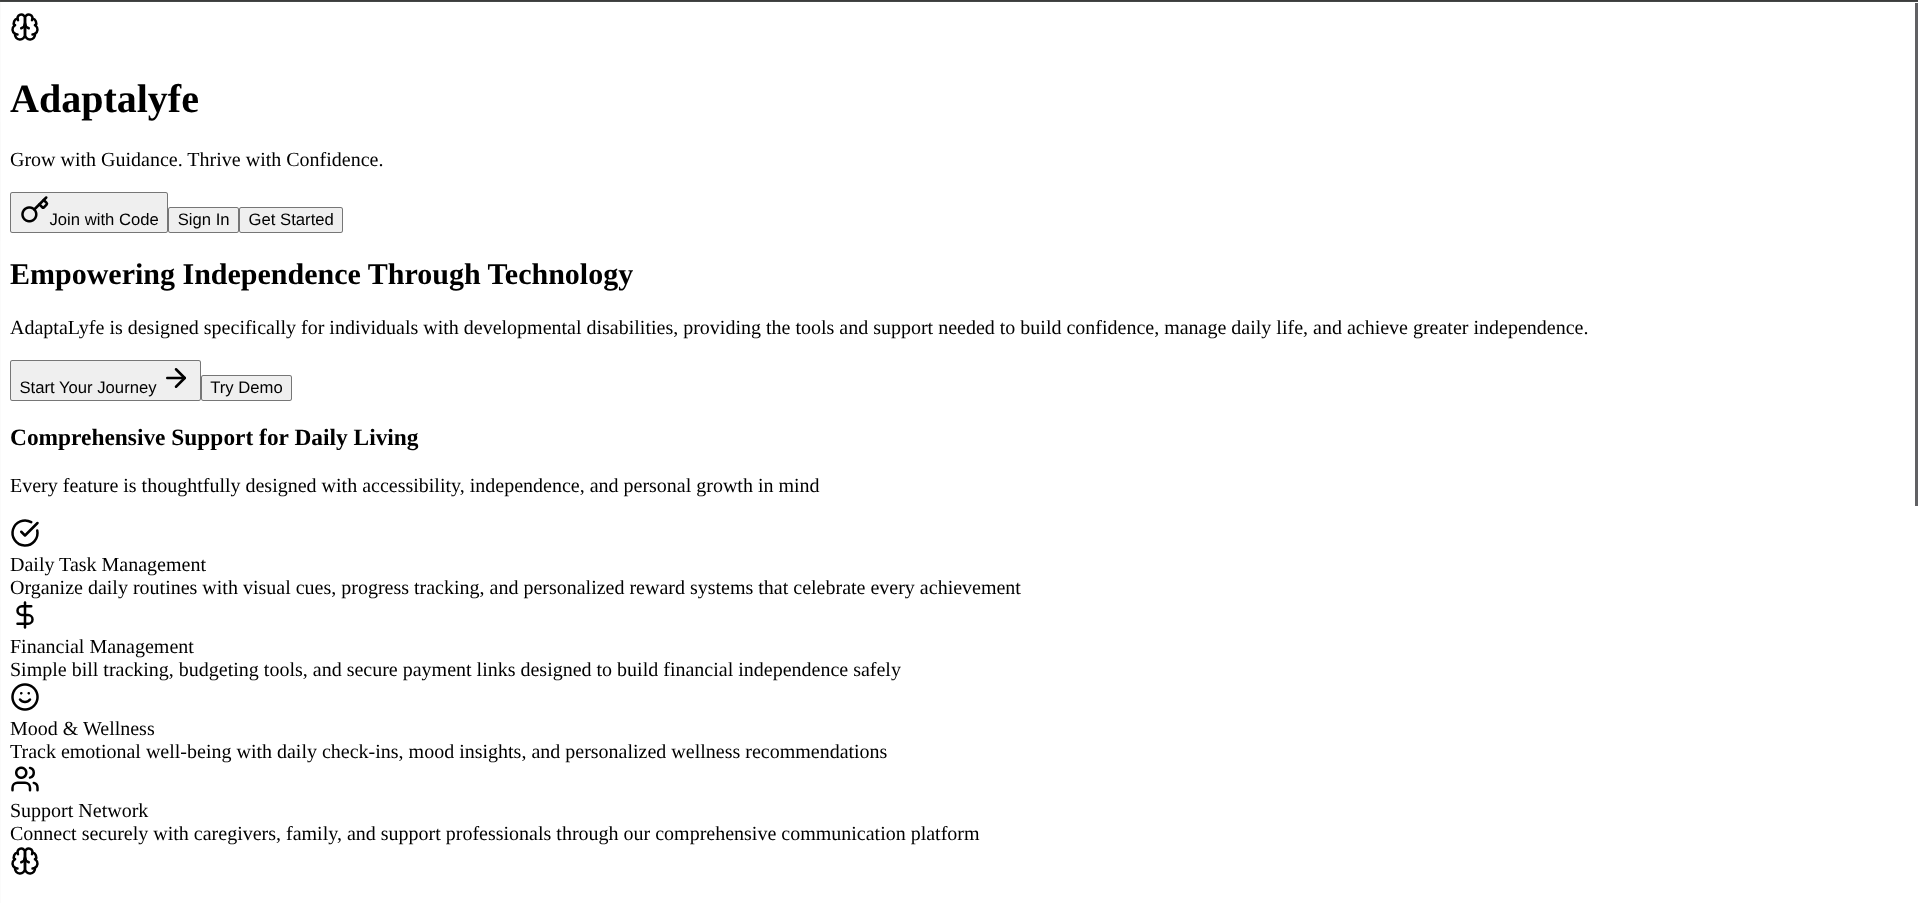 Adaptalyfe
Grow with Guidance. Thrive with Confidence.
Join with Code Sign In Get Started
Empowering Independence Through Technology
AdaptaLyfe is designed specifically for individuals with developmental disabilities, providing the tools and support needed to build confidence, manage daily life, and achieve greater independence.
Start Your Journey Try Demo
Comprehensive Support for Daily Living
Every feature is thoughtfully designed with accessibility, independence, and personal growth in mind
Daily Task Management
Organize daily routines with visual cues, progress tracking, and personalized reward systems that celebrate every achievement
Financial Management
Simple bill tracking, budgeting tools, and secure payment links designed to build financial independence safely
Mood & Wellness
Track emotional well-being with daily check-ins, mood insights, and personalized wellness recommendations
Support Network
Connect securely with caregivers, family, and support professionals through our comprehensive communication platform